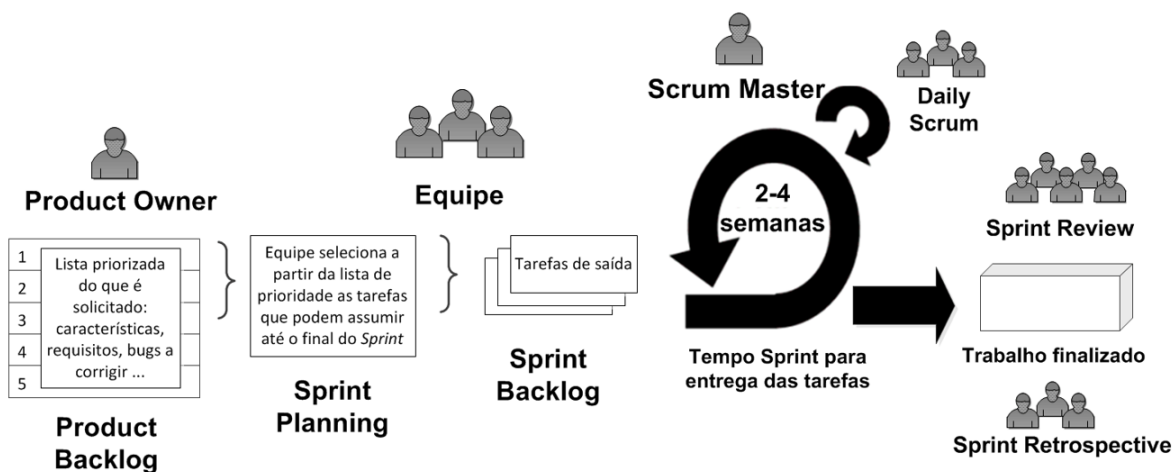 Product Owner
1
2
3
4
5
Lista priorizada
do que é
solicitado:
características,
requisitos, bugs a
corrigir ...
Product
Backlog
Equipe seleciona a
partir da lista de
prioridade as tarefas
que podem assumir
até o final do Sprint
Sprint
Planning
Equipe
Tarefas de saída
Sprint
Backlog
Scrum Master
Daily
Scrum
2-4
semanas
Tempo Sprint para
entrega das tarefas
Sprint Review
Trabalho finalizado
Sprint Retrospective